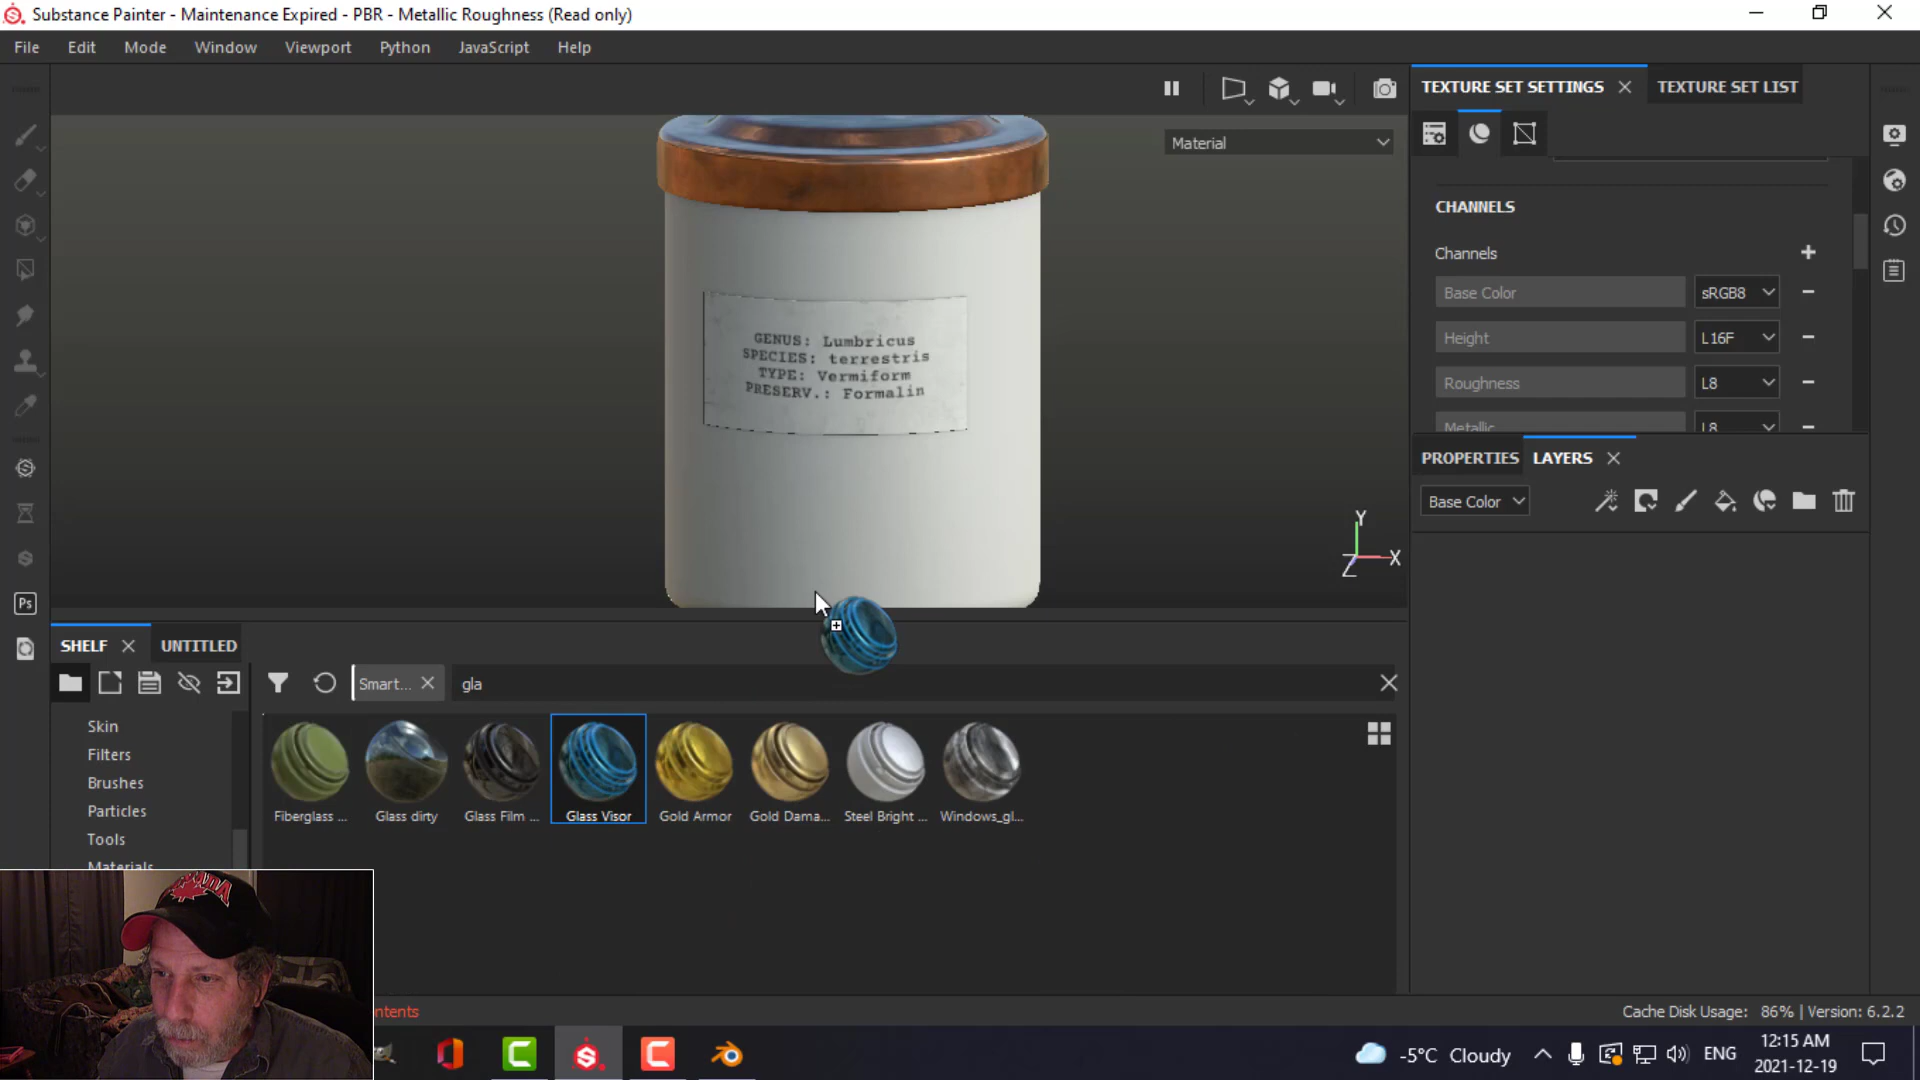 Substance Painter - Maintenance Expired - PBR - Metallic Roughness (Read only)
File Edit Mode Window Viewport Python JavaScript Help
TEXTURE SET SETTINGS TEXTURE SET LIST
Material
CHANNELS
Channels
Base Color sRGB8
Height L16F
Roughness L8
Metallic L8
GENUS: Lumbricus
SPECIES: terrestris
TYPE: Vermiform
PRESERV.: Formalin
PROPERTIES LAYERS
Base Color
Y
X
Z
Ps
SHELF UNTITLED
Smart... gla
Skin
Filters
Brushes
Particles
Tools
Materials
Fiberglass ... Glass dirty Glass Film ... Glass Visor Gold Armor Gold Dama... Steel Bright ... Windows_gl...
ntents
Cache Disk Usage: 86% | Version: 6.2.2
-5°C Cloudy
ENG
12:15 AM
2021-12-19